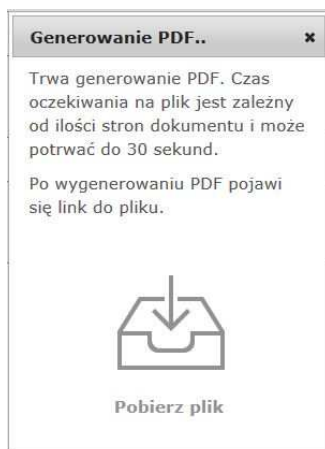 Generowanie PDF..
Trwa generowanie PDF. Czas
oczekiwania na plik jest zależny
od ilości stron dokumentu i może
potrwać do 30 sekund.
Po wygenerowaniu PDF pojawi
się link do pliku.
Pobierz plik